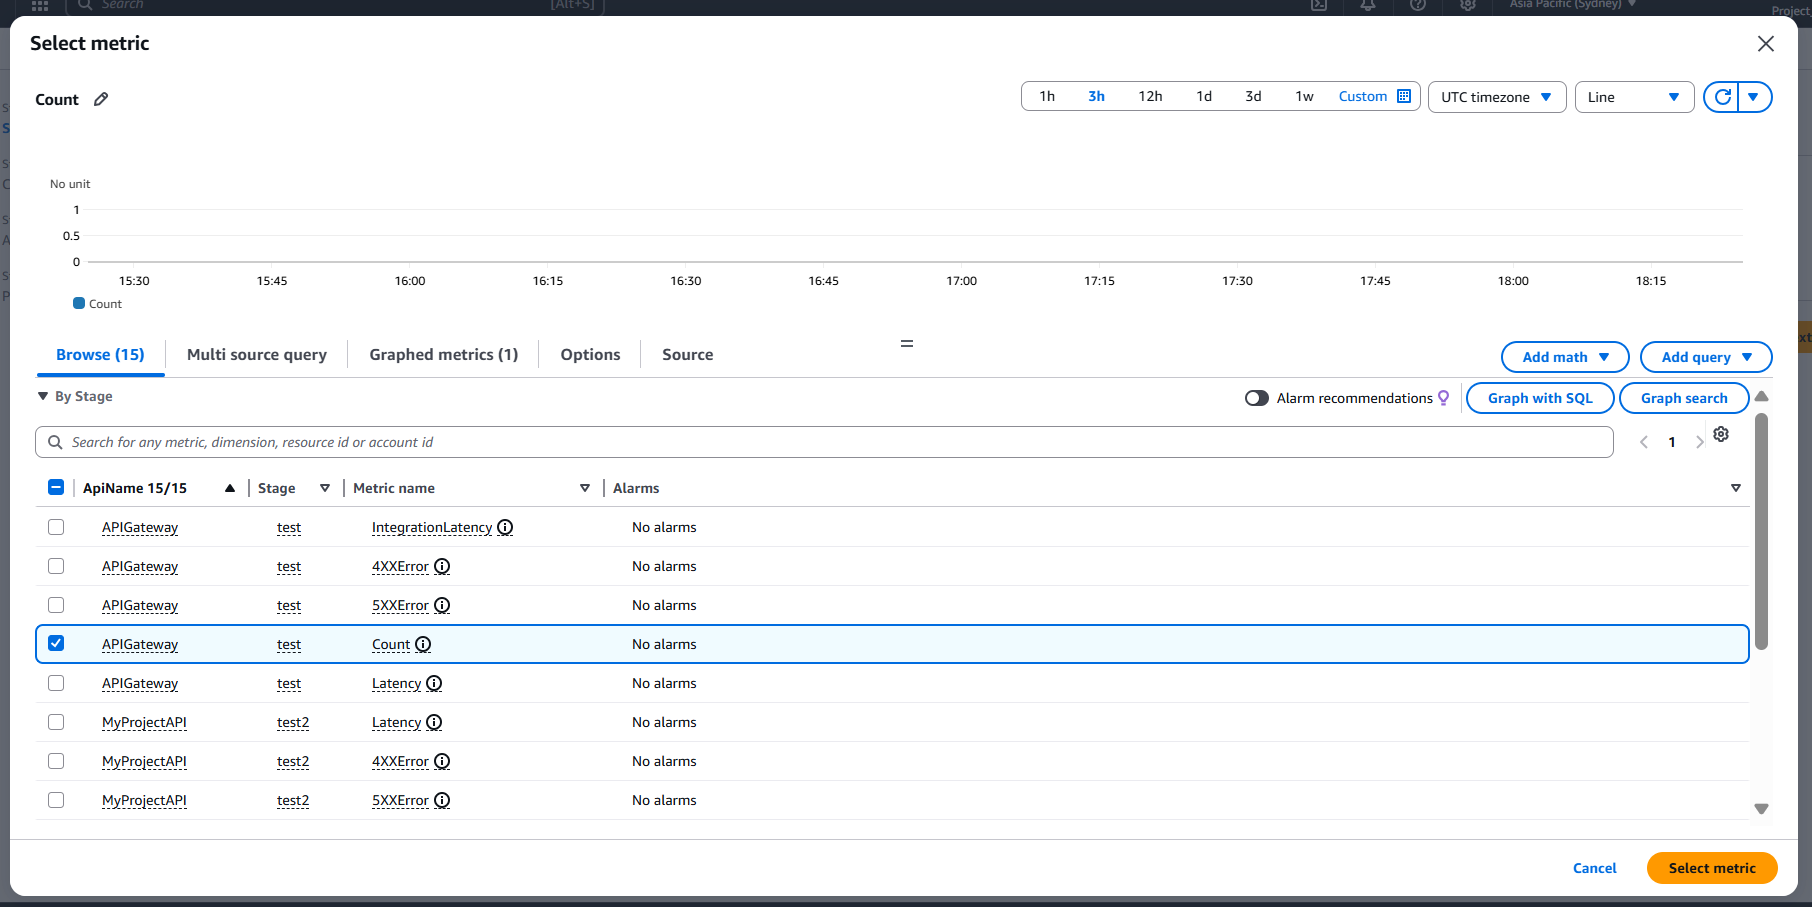 Search [Alt+S] Asia Pacific (Sydney)
Project
Select metric
Count 1h 3h 12h 1d 3d 1w Custom UTC timezone Line
No unit
1
0.5
0
15:30 15:45 16:00 16:15 16:30 16:45 17:00 17:15 17:30 17:45 18:00 18:15
Count
Browse (15) Multi source query Graphed metrics (1) Options Source Add math Add query
By Stage Alarm recommendations Graph with SQL Graph search
Search for any metric, dimension, resource id or account id 1
ApiName 15/15 Stage Metric name Alarms
APIGateway test IntegrationLatency No alarms
APIGateway test 4XXError No alarms
APIGateway test 5XXError No alarms
APIGateway test Count No alarms
APIGateway test Latency No alarms
MyProjectAPI test2 Latency No alarms
MyProjectAPI test2 4XXError No alarms
MyProjectAPI test2 5XXError No alarms
Cancel Select metric